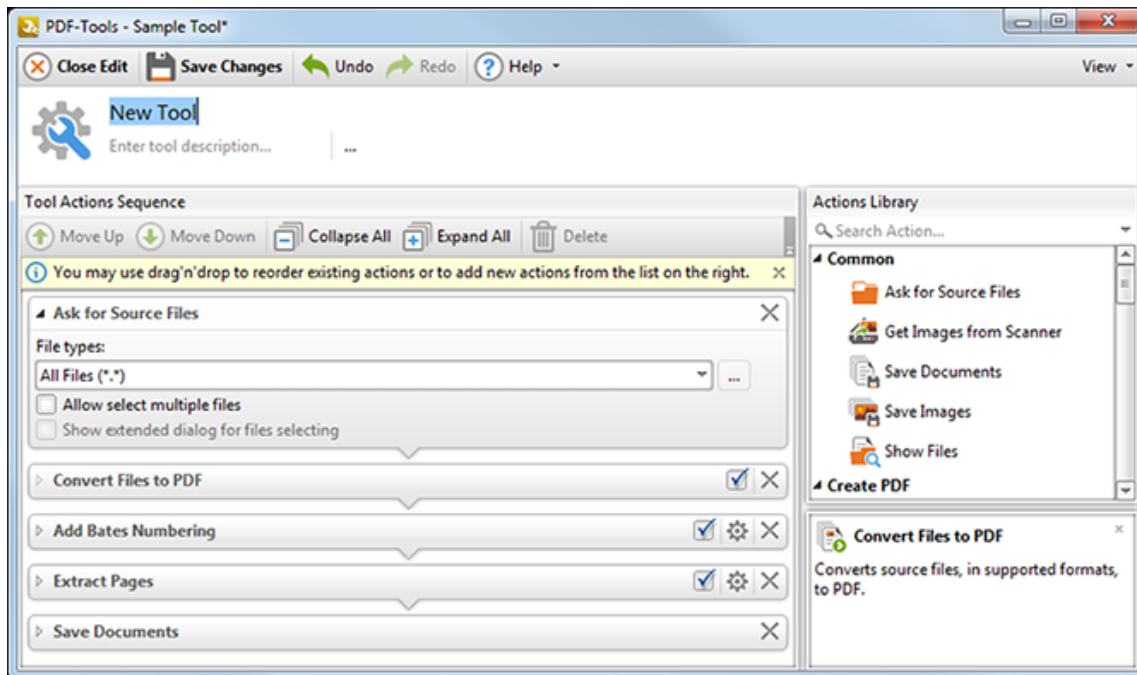 PDF-Tools - Sample Tool*
Close Edit Save Changes Undo Redo Help View
New Tool
Enter tool description... ...
Tool Actions Sequence
Move Up Move Down Collapse All Expand All Delete
You may use drag'n'drop to reorder existing actions or to add new actions from the list on the right.
Ask for Source Files
File types:
All Files (*.*) ...
Allow select multiple files
Show extended dialog for files selecting
Convert Files to PDF
Add Bates Numbering
Extract Pages
Save Documents
Actions Library
Search Action...
Common
Ask for Source Files
Get Images from Scanner
Save Documents
Save Images
Show Files
Create PDF
Convert Files to PDF
Converts source files, in supported formats,
to PDF.